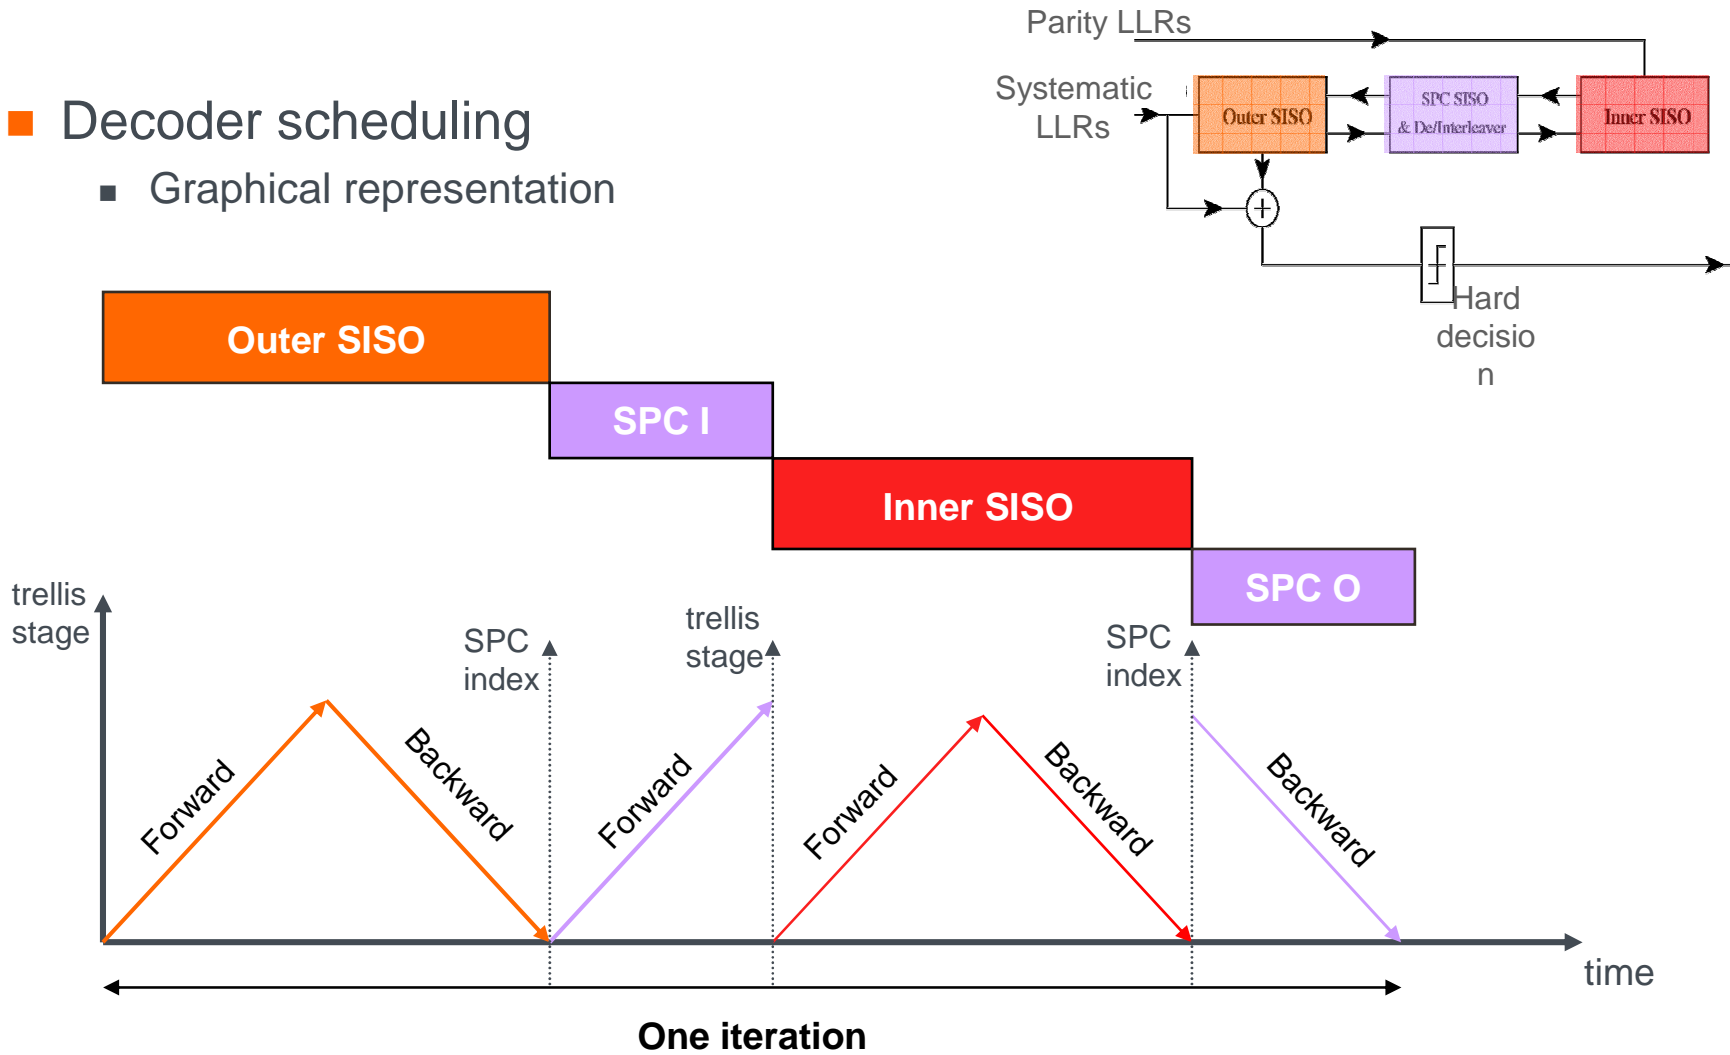 Parity LLRs
Systematic
LLRs
Outer SISO
SPC SISO
& De/Interleaver
Inner SISO
Hard
decisio
n
Decoder scheduling
Graphical representation
Outer SISO
SPC I
Inner SISO
SPC O
trellis
stage
SPC
index
trellis
stage
SPC
index
Forward
Backward
Forward
Forward
Backward
Backward
time
One iteration